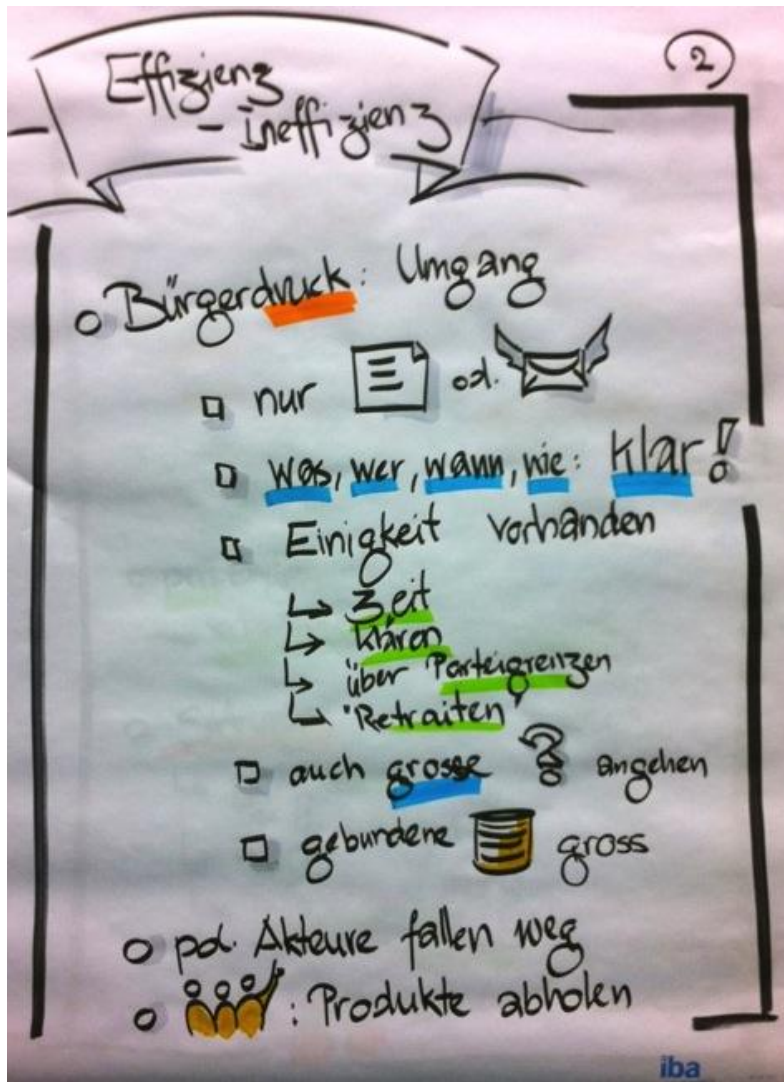 2
Effizienz
- Ineffizienz
Bürgerdruck: Umgang
nur od.
was, wer, wann, wie: klar!
Einigkeit vorhanden
↳ Zeit
↳ klären
↳ über Parteigrenzen
↳ "Retraiten"
auch grosse ? angehen
gebundene gross
pol. Akteure fallen weg
: Produkte abholen
iba